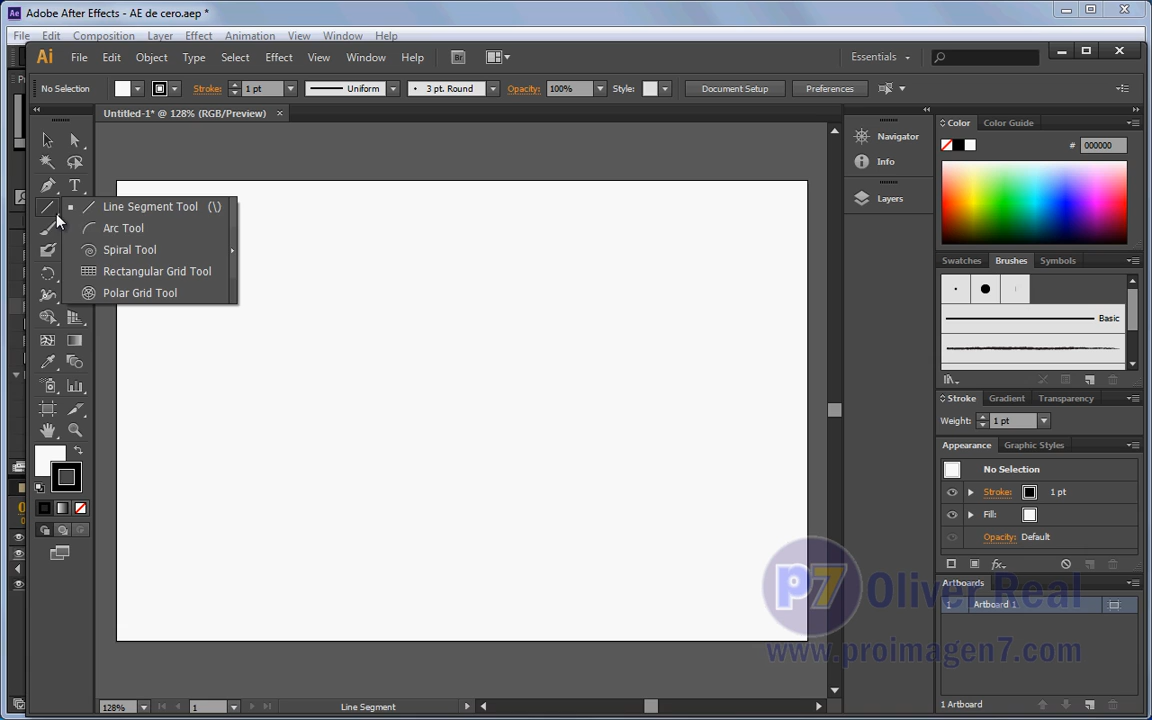 Ae Adobe After Effects - AE de cero.aep *
File Edit Composition Layer Effect Animation View Window Help
Ai File Edit Object Type Select Effect View Window Help Br Essentials
No Selection Stroke: 1 pt Uniform 3 pt. Round Opacity: 100% Style: Document Setup Preferences
Untitled-1* @ 128% (RGB/Preview) ×
Line Segment Tool (\)
Arc Tool
Spiral Tool
Rectangular Grid Tool
Polar Grid Tool
T
Navigator
Info
Layers
Color Color Guide
# 000000
Swatches Brushes Symbols
Basic
Stroke Gradient Transparency
Weight: 1 pt
Appearance Graphic Styles
No Selection
Stroke: 1 pt
Fill:
Opacity: Default
fx
Artboards
1 Artboard 1
1 Artboard
p7 Oliver Real
www.proimagen7.com
128% 1 Line Segment